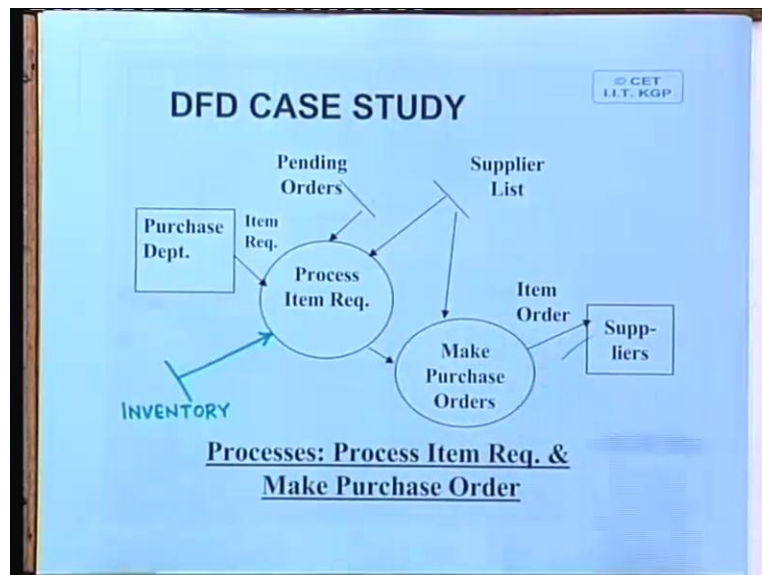 © CET
I.I.T. KGP
DFD CASE STUDY
Pending
Orders
Supplier
List
Purchase
Dept.
Item
Req.
Process
Item Req.
Item
Order
Supp-
liers
Make
Purchase
Orders
INVENTORY
Processes: Process Item Req. &
Make Purchase Order